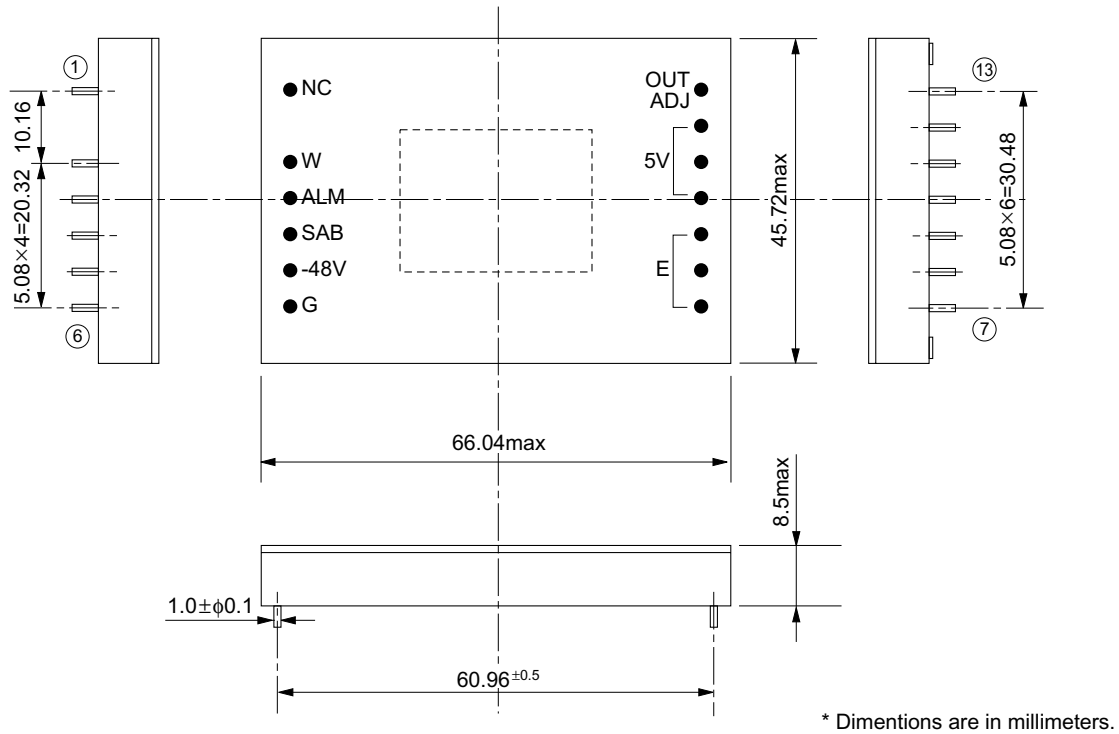 ①
NC
OUT
ADJ
⑬
10.16
W
5V
ALM
45.72max
5.08×6=30.48
5.08×4=20.32
SAB
-48V
E
G
⑥
⑦
66.04max
8.5max
1.0±φ0.1
60.96±0.5
* Dimentions are in millimeters.